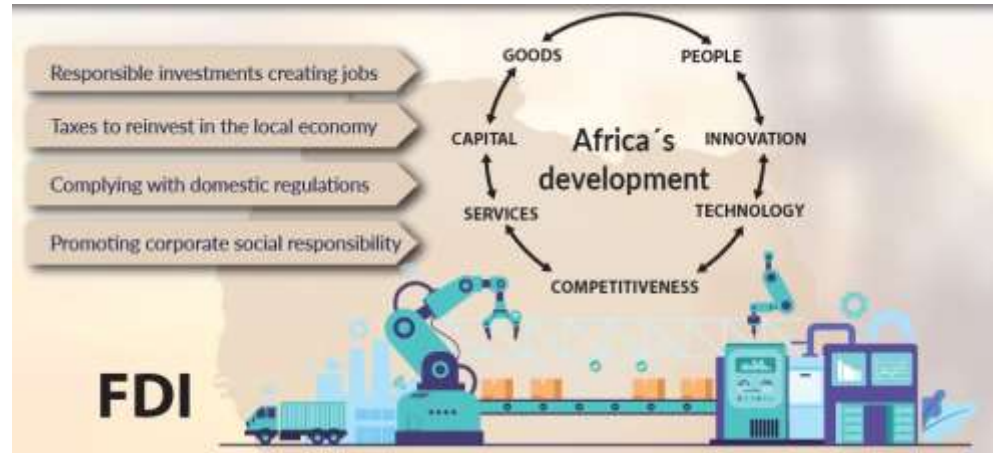 Responsible investments creating jobs
Taxes to reinvest in the local economy
Complying with domestic regulations
Promoting corporate social responsibility
GOODS
PEOPLE
CAPITAL
INNOVATION
Africa´s
development
SERVICES
TECHNOLOGY
COMPETITIVENESS
FDI